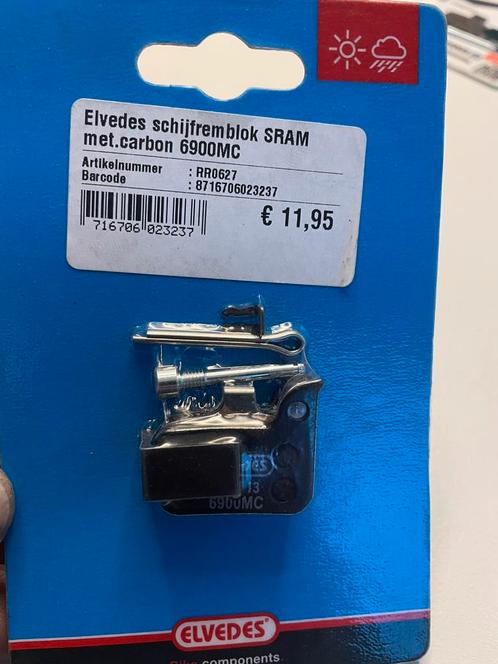 Elvedes schijfremblok SRAM
met.carbon 6900MC
Artikelnummer : RR0627
Barcode : 8716706023237
716706 023237
€ 11,95
6900MC
ELVEDES
components